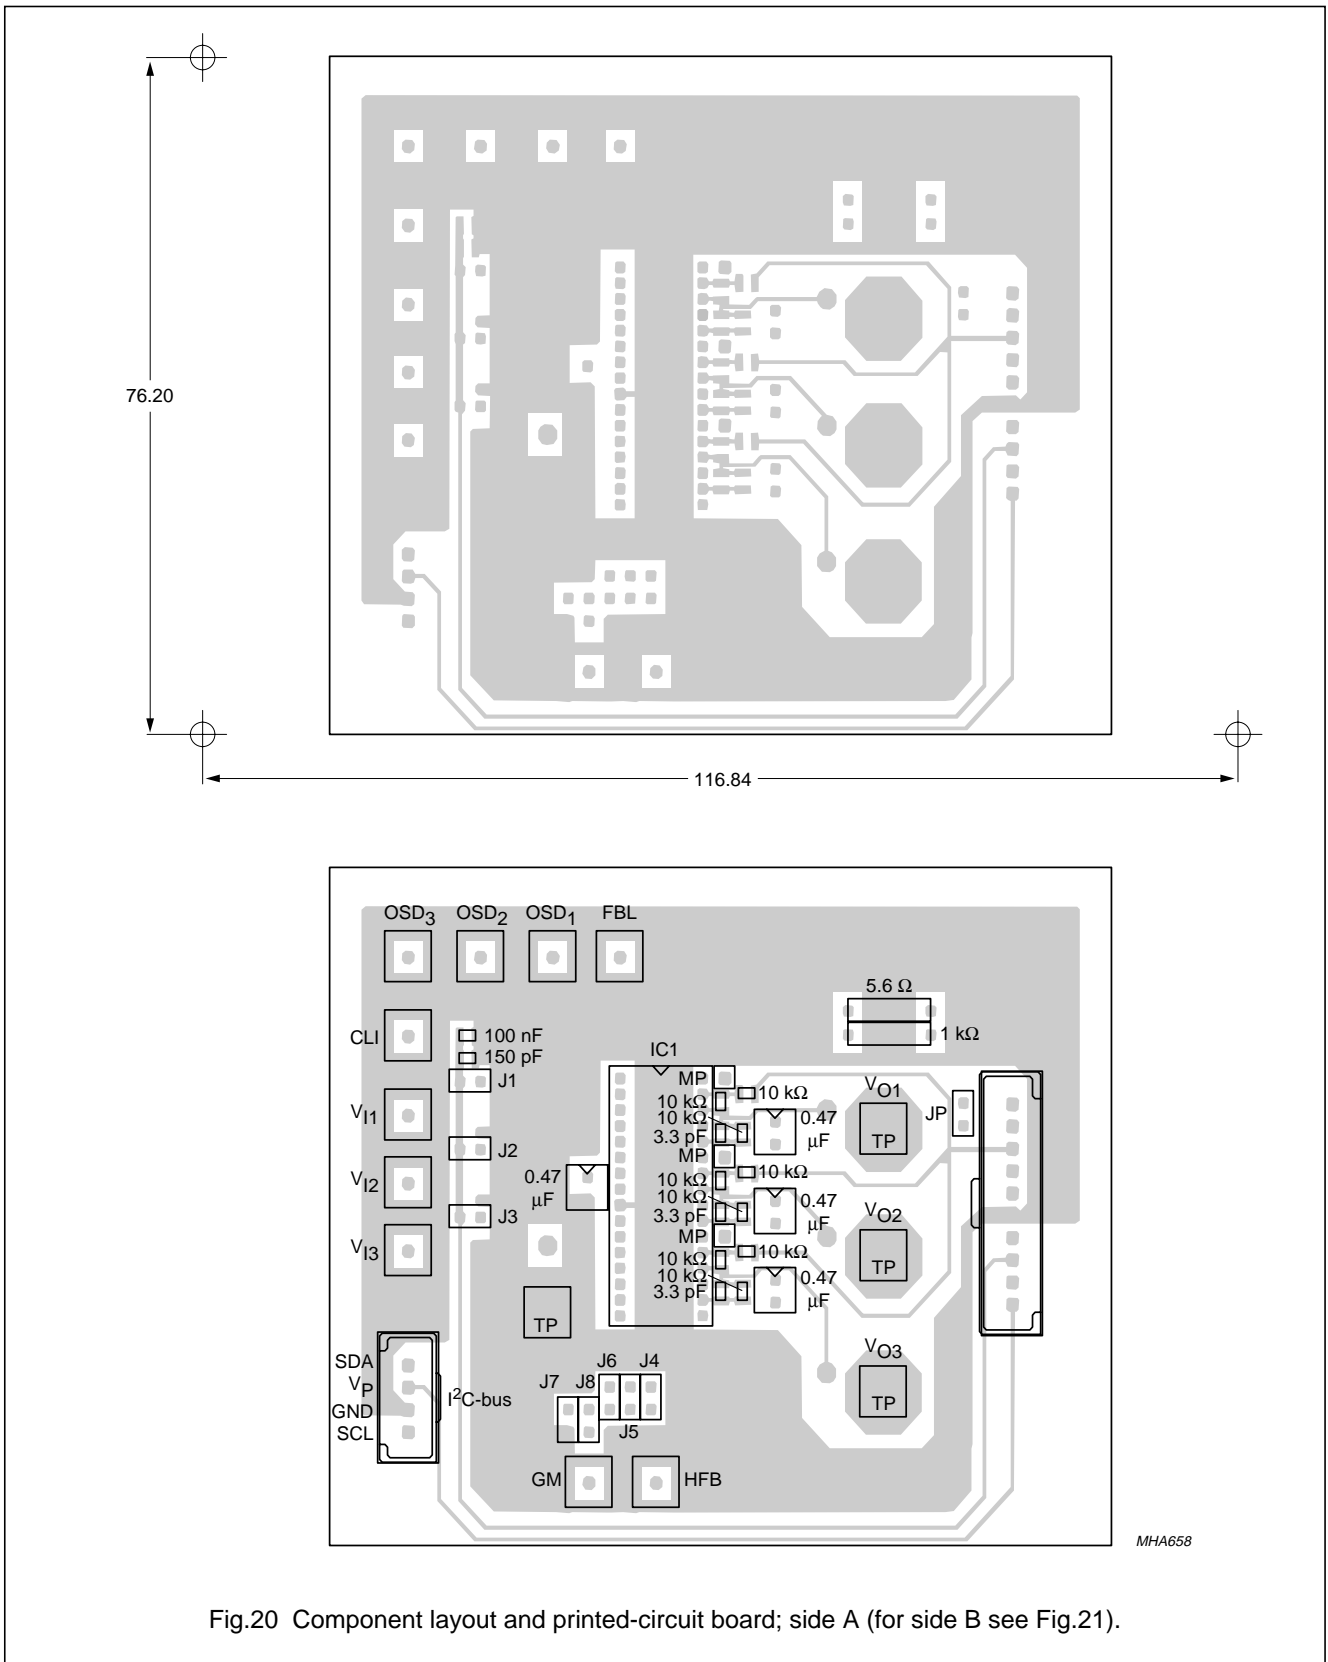 76.20
116.84
OSD3 OSD2 OSD1 FBL
5.6 Ω
CLI
100 nF
1 kΩ
150 pF
IC1
J1
MP
VO1
10 kΩ
10 kΩ
VI1
10 kΩ
0.47
JP
3.3 pF
μF
TP
J2
MP
VI2
0.47
μF
10 kΩ
10 kΩ
10 kΩ
0.47
J3
3.3 pF
μF
VO2
VI3
MP
10 kΩ
10 kΩ
TP
10 kΩ
0.47
3.3 pF
μF
TP
VO3
SDA
J6 J4
VP
J7 J8
I2C-bus
TP
GND
SCL
J5
GM
HFB
MHA658
Fig.20 Component layout and printed-circuit board; side A (for side B see Fig.21).